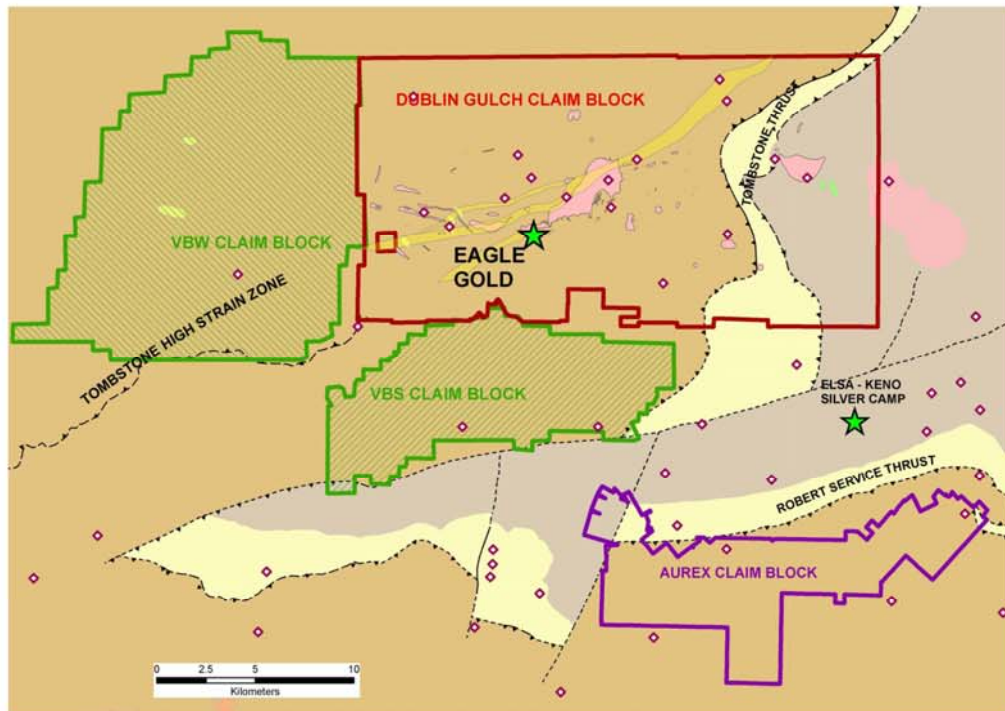 DUBLIN GULCH CLAIM BLOCK
TOMBSTONE THRUST
VBW CLAIM BLOCK
EAGLE
GOLD
TOMBSTONE HIGH STRAIN ZONE
VBS CLAIM BLOCK
ELSA - KENO
SILVER CAMP
ROBERT SERVICE THRUST
AUREX CLAIM BLOCK
0 2.5 5 10
Kilometers